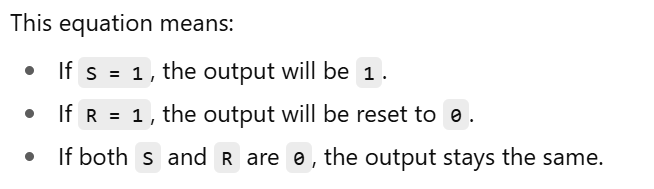 This equation means:
• If S = 1, the output will be 1.
• If R = 1, the output will be reset to 0.
• If both S and R are 0, the output stays the same.